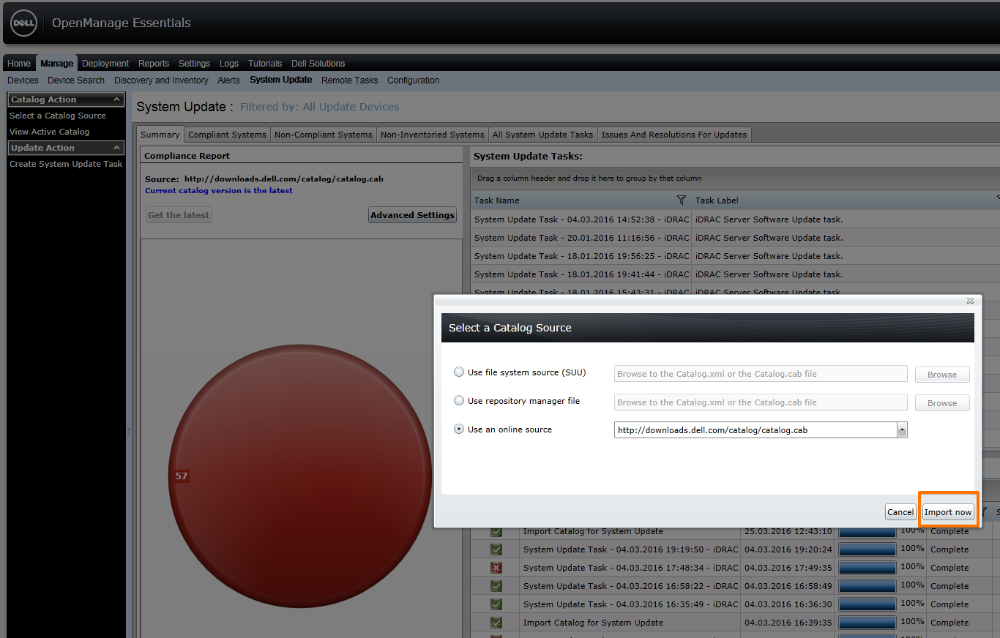 DELL
OpenManage Essentials
Home Manage Deployment Reports Settings Logs Tutorials Dell Solutions
Devices Device Search Discovery and Inventory Alerts System Update Remote Tasks Configuration
Catalog Action
Select a Catalog Source
View Active Catalog
Update Action
Create System Update Task
System Update : Filtered by: All Update Devices
Summary Compliant Systems Non-Compliant Systems Non-Inventoried Systems All System Update Tasks Issues And Resolutions For Updates
Compliance Report
Source: http://downloads.dell.com/catalog/catalog.cab
Current catalog version is the latest
Get the latest Advanced Settings
57
System Update Tasks:
Drag a column header and drop it here to group by that column
Task Name Task Label
System Update Task - 04.03.2016 14:52:38 - iDRAC iDRAC Server Software Update task.
System Update Task - 20.01.2016 11:16:56 - iDRAC iDRAC Server Software Update task.
System Update Task - 18.01.2016 19:56:25 - iDRAC iDRAC Server Software Update task.
System Update Task - 18.01.2016 19:41:44 - iDRAC iDRAC Server Software Update task.
System Update Task - 18.01.2016 15:43:31 - iDRAC iDRAC Server Software Update task.
Select a Catalog Source
Use file system source (SUU) Browse to the Catalog.xml or the Catalog.cab file Browse
Use repository manager file Browse to the Catalog.xml or the Catalog.cab file Browse
Use an online source http://downloads.dell.com/catalog/catalog.cab
Cancel Import now
S
Import Catalog for System Update 25.03.2016 12:43:10 100% Complete
System Update Task - 04.03.2016 19:19:50 - iDRAC 04.03.2016 19:20:24 100% Complete
System Update Task - 04.03.2016 17:48:34 - iDRAC 04.03.2016 17:49:35 100% Complete
System Update Task - 04.03.2016 16:58:22 - iDRAC 04.03.2016 16:58:49 100% Complete
System Update Task - 04.03.2016 16:35:49 - iDRAC 04.03.2016 16:36:30 100% Complete
Import Catalog for System Update 04.03.2016 16:39:35 100% Complete